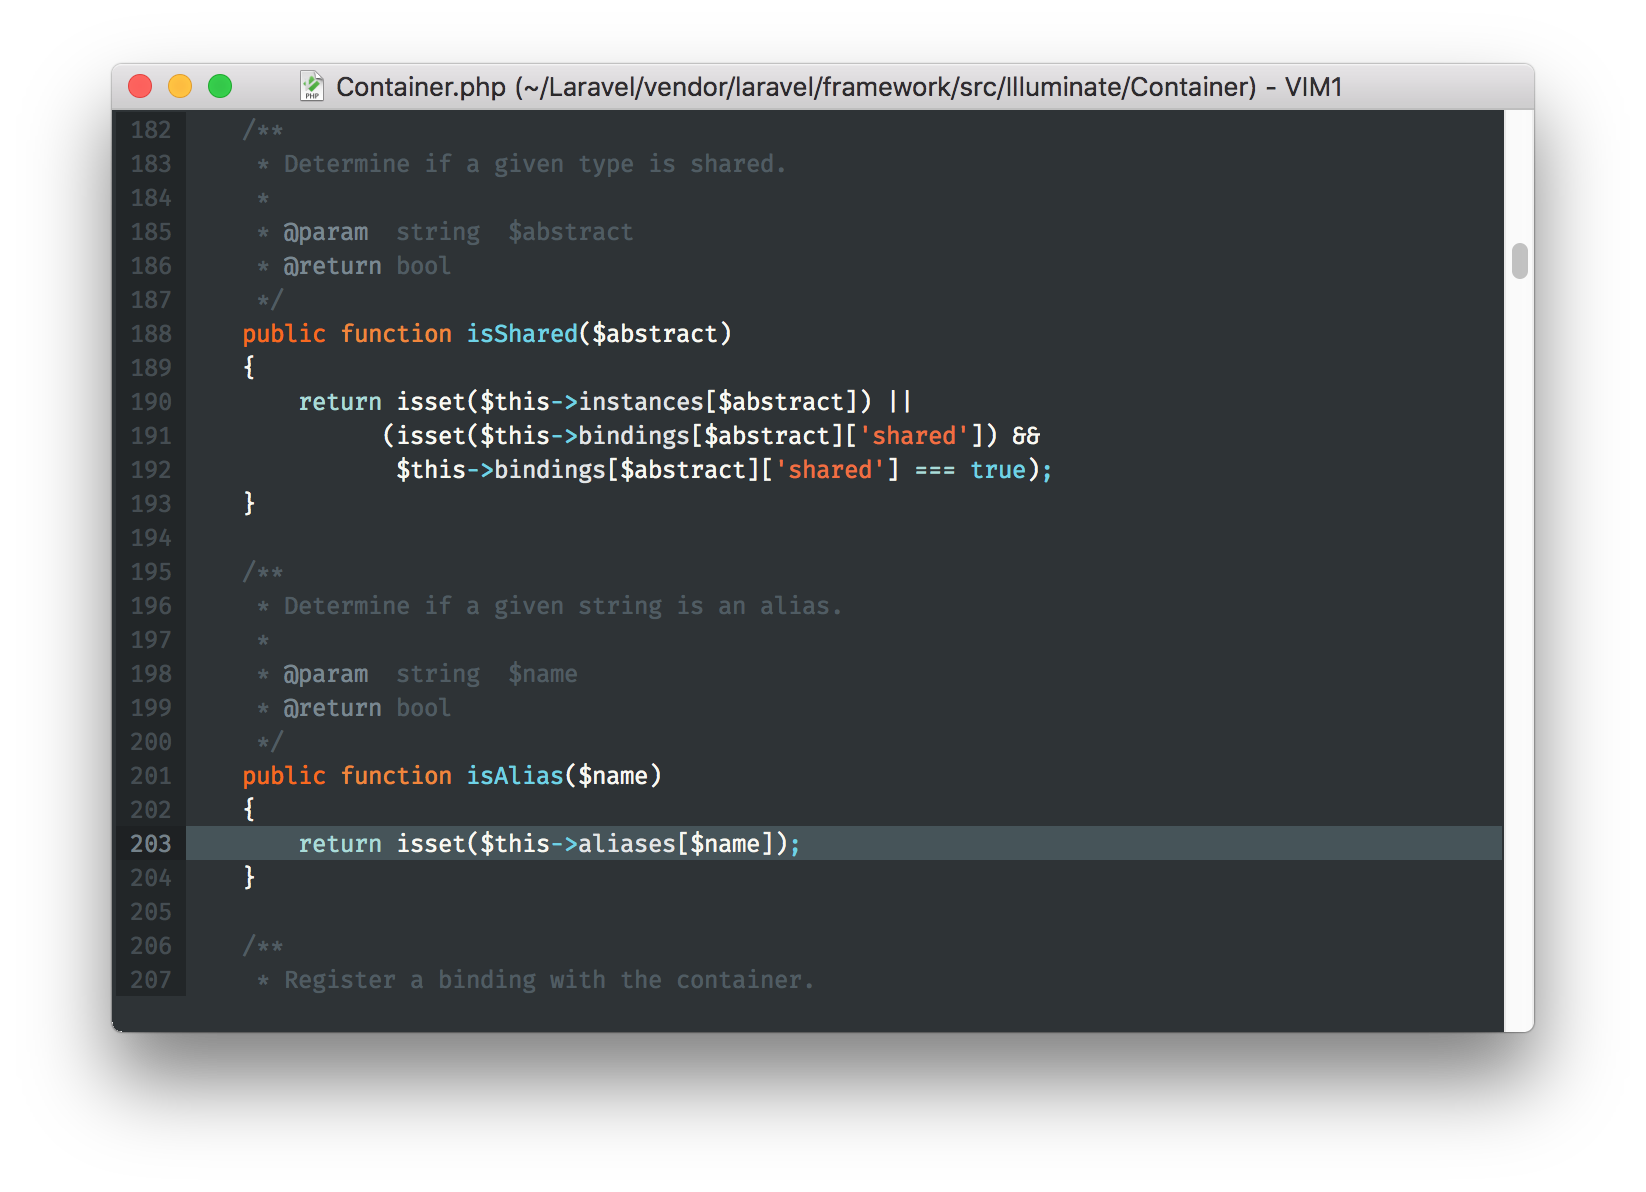 Container.php (~/Laravel/vendor/laravel/framework/src/Illuminate/Container) - VIM1
182     /**
183      * Determine if a given type is shared.
184      *
185      * @param  string  $abstract
186      * @return bool
187      */
188     public function isShared($abstract)
189     {
190         return isset($this->instances[$abstract]) ||
191               (isset($this->bindings[$abstract]['shared']) &&
192                $this->bindings[$abstract]['shared'] === true);
193     }
194
195     /**
196      * Determine if a given string is an alias.
197      *
198      * @param  string  $name
199      * @return bool
200      */
201     public function isAlias($name)
202     {
203         return isset($this->aliases[$name]);
204     }
205
206     /**
207      * Register a binding with the container.